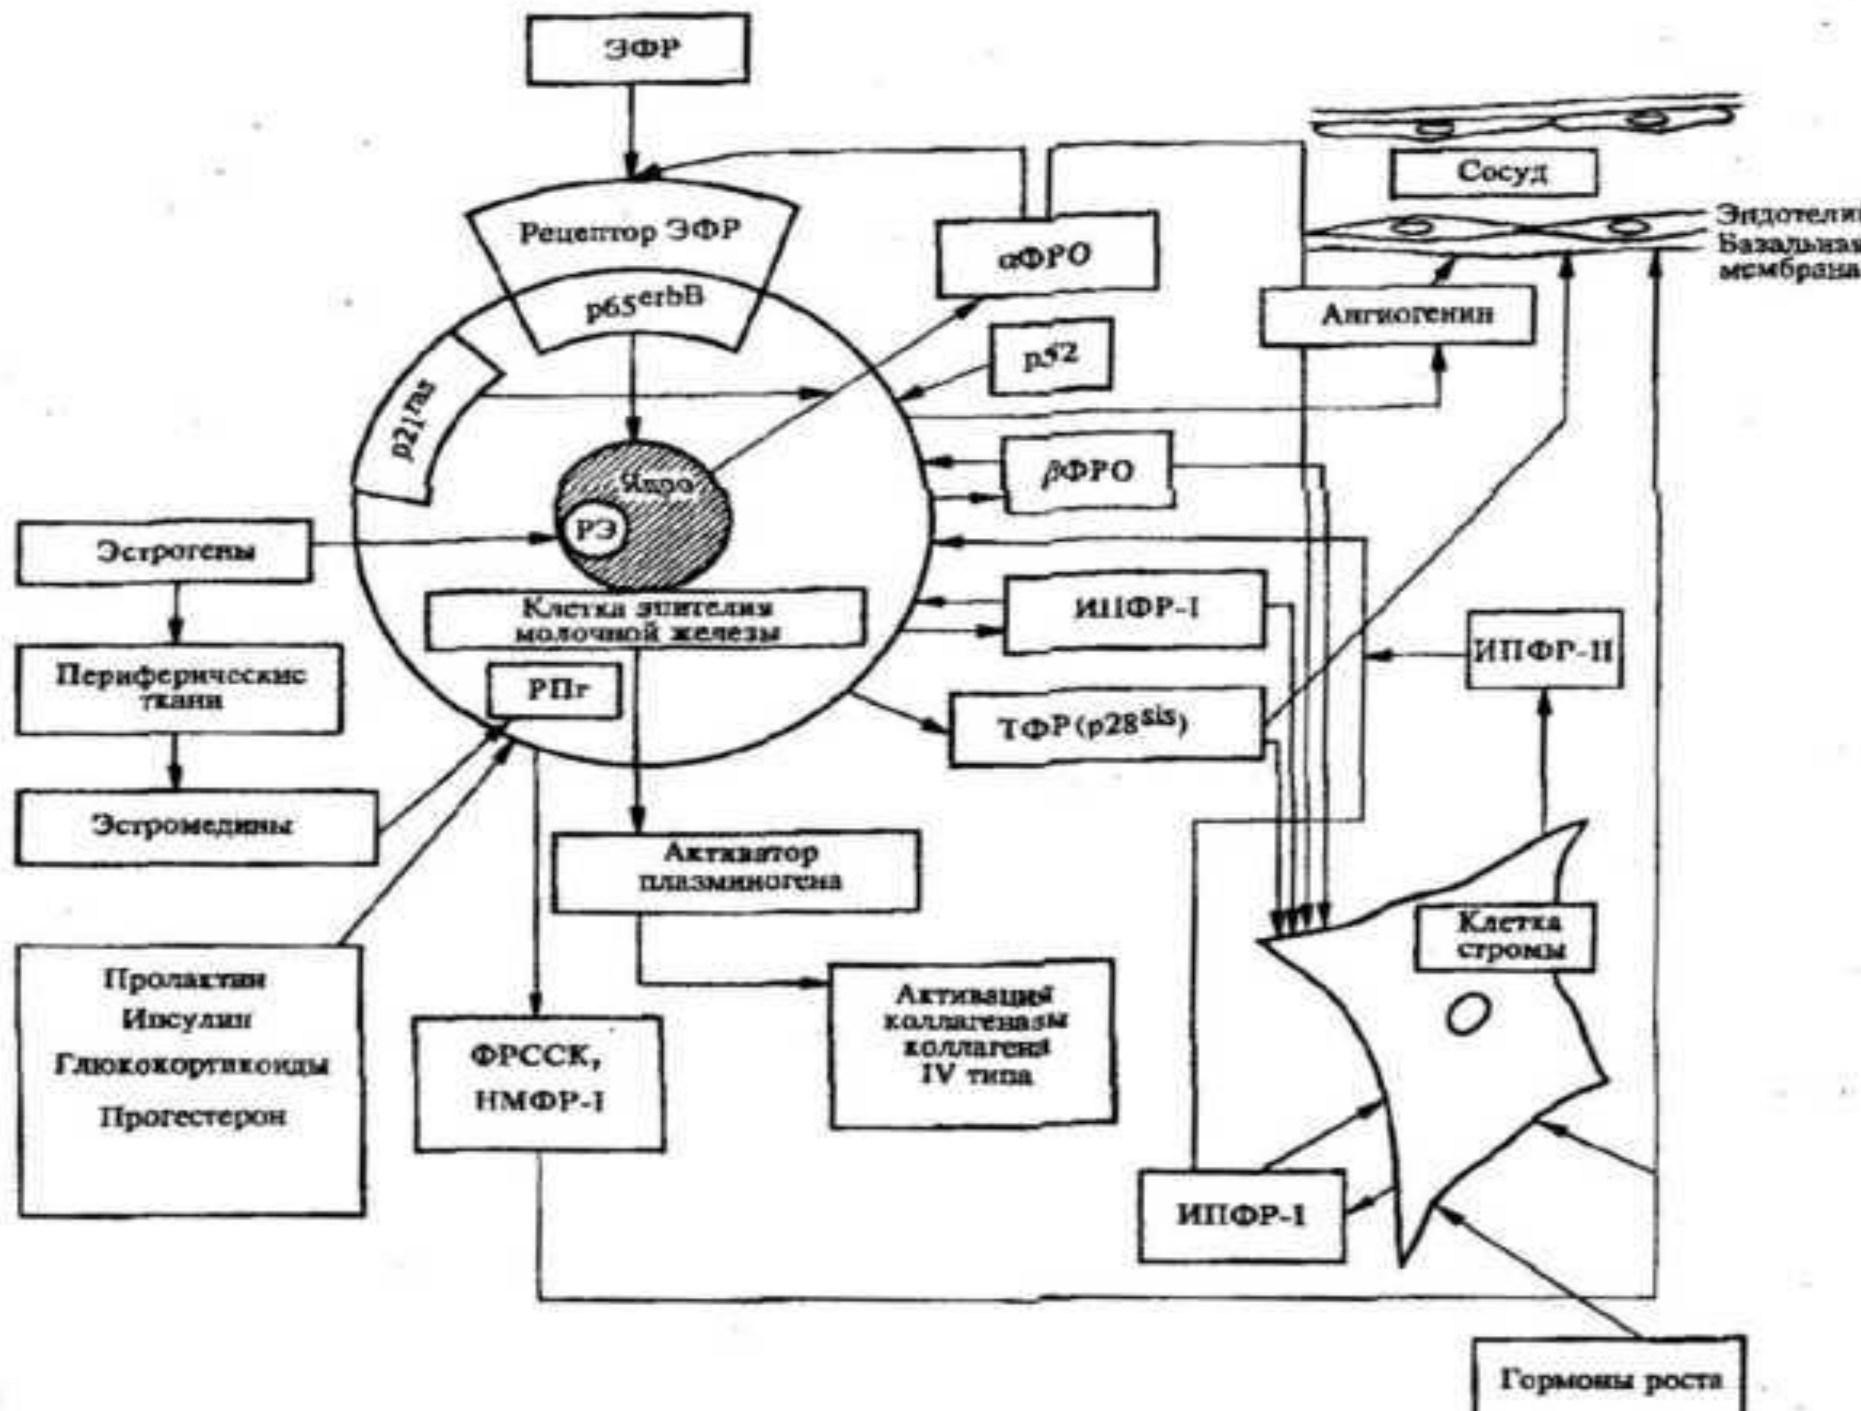 ЭФР
Сосуд
Рецептор ЭФР
αФРО
Эндотелий
Базальная
мембрана
p65erbB
Ангиогенин
p52
p21ras
βФРО
Ядро
РЭ
Эстрогены
Клетка эпителия
молочной железы
ИПФР-I
ИПФР-II
Периферические
ткани
РПг
ТФР (p28sis)
Эстромедины
Активатор
плазминогена
Клетка
стромы
Пролактин
Инсулин
Глюкокортикоиды
Прогестерон
Активация
коллагеназы
коллагена
IV типа
ФРССК,
НМФР-I
ИПФР-I
Гормоны роста